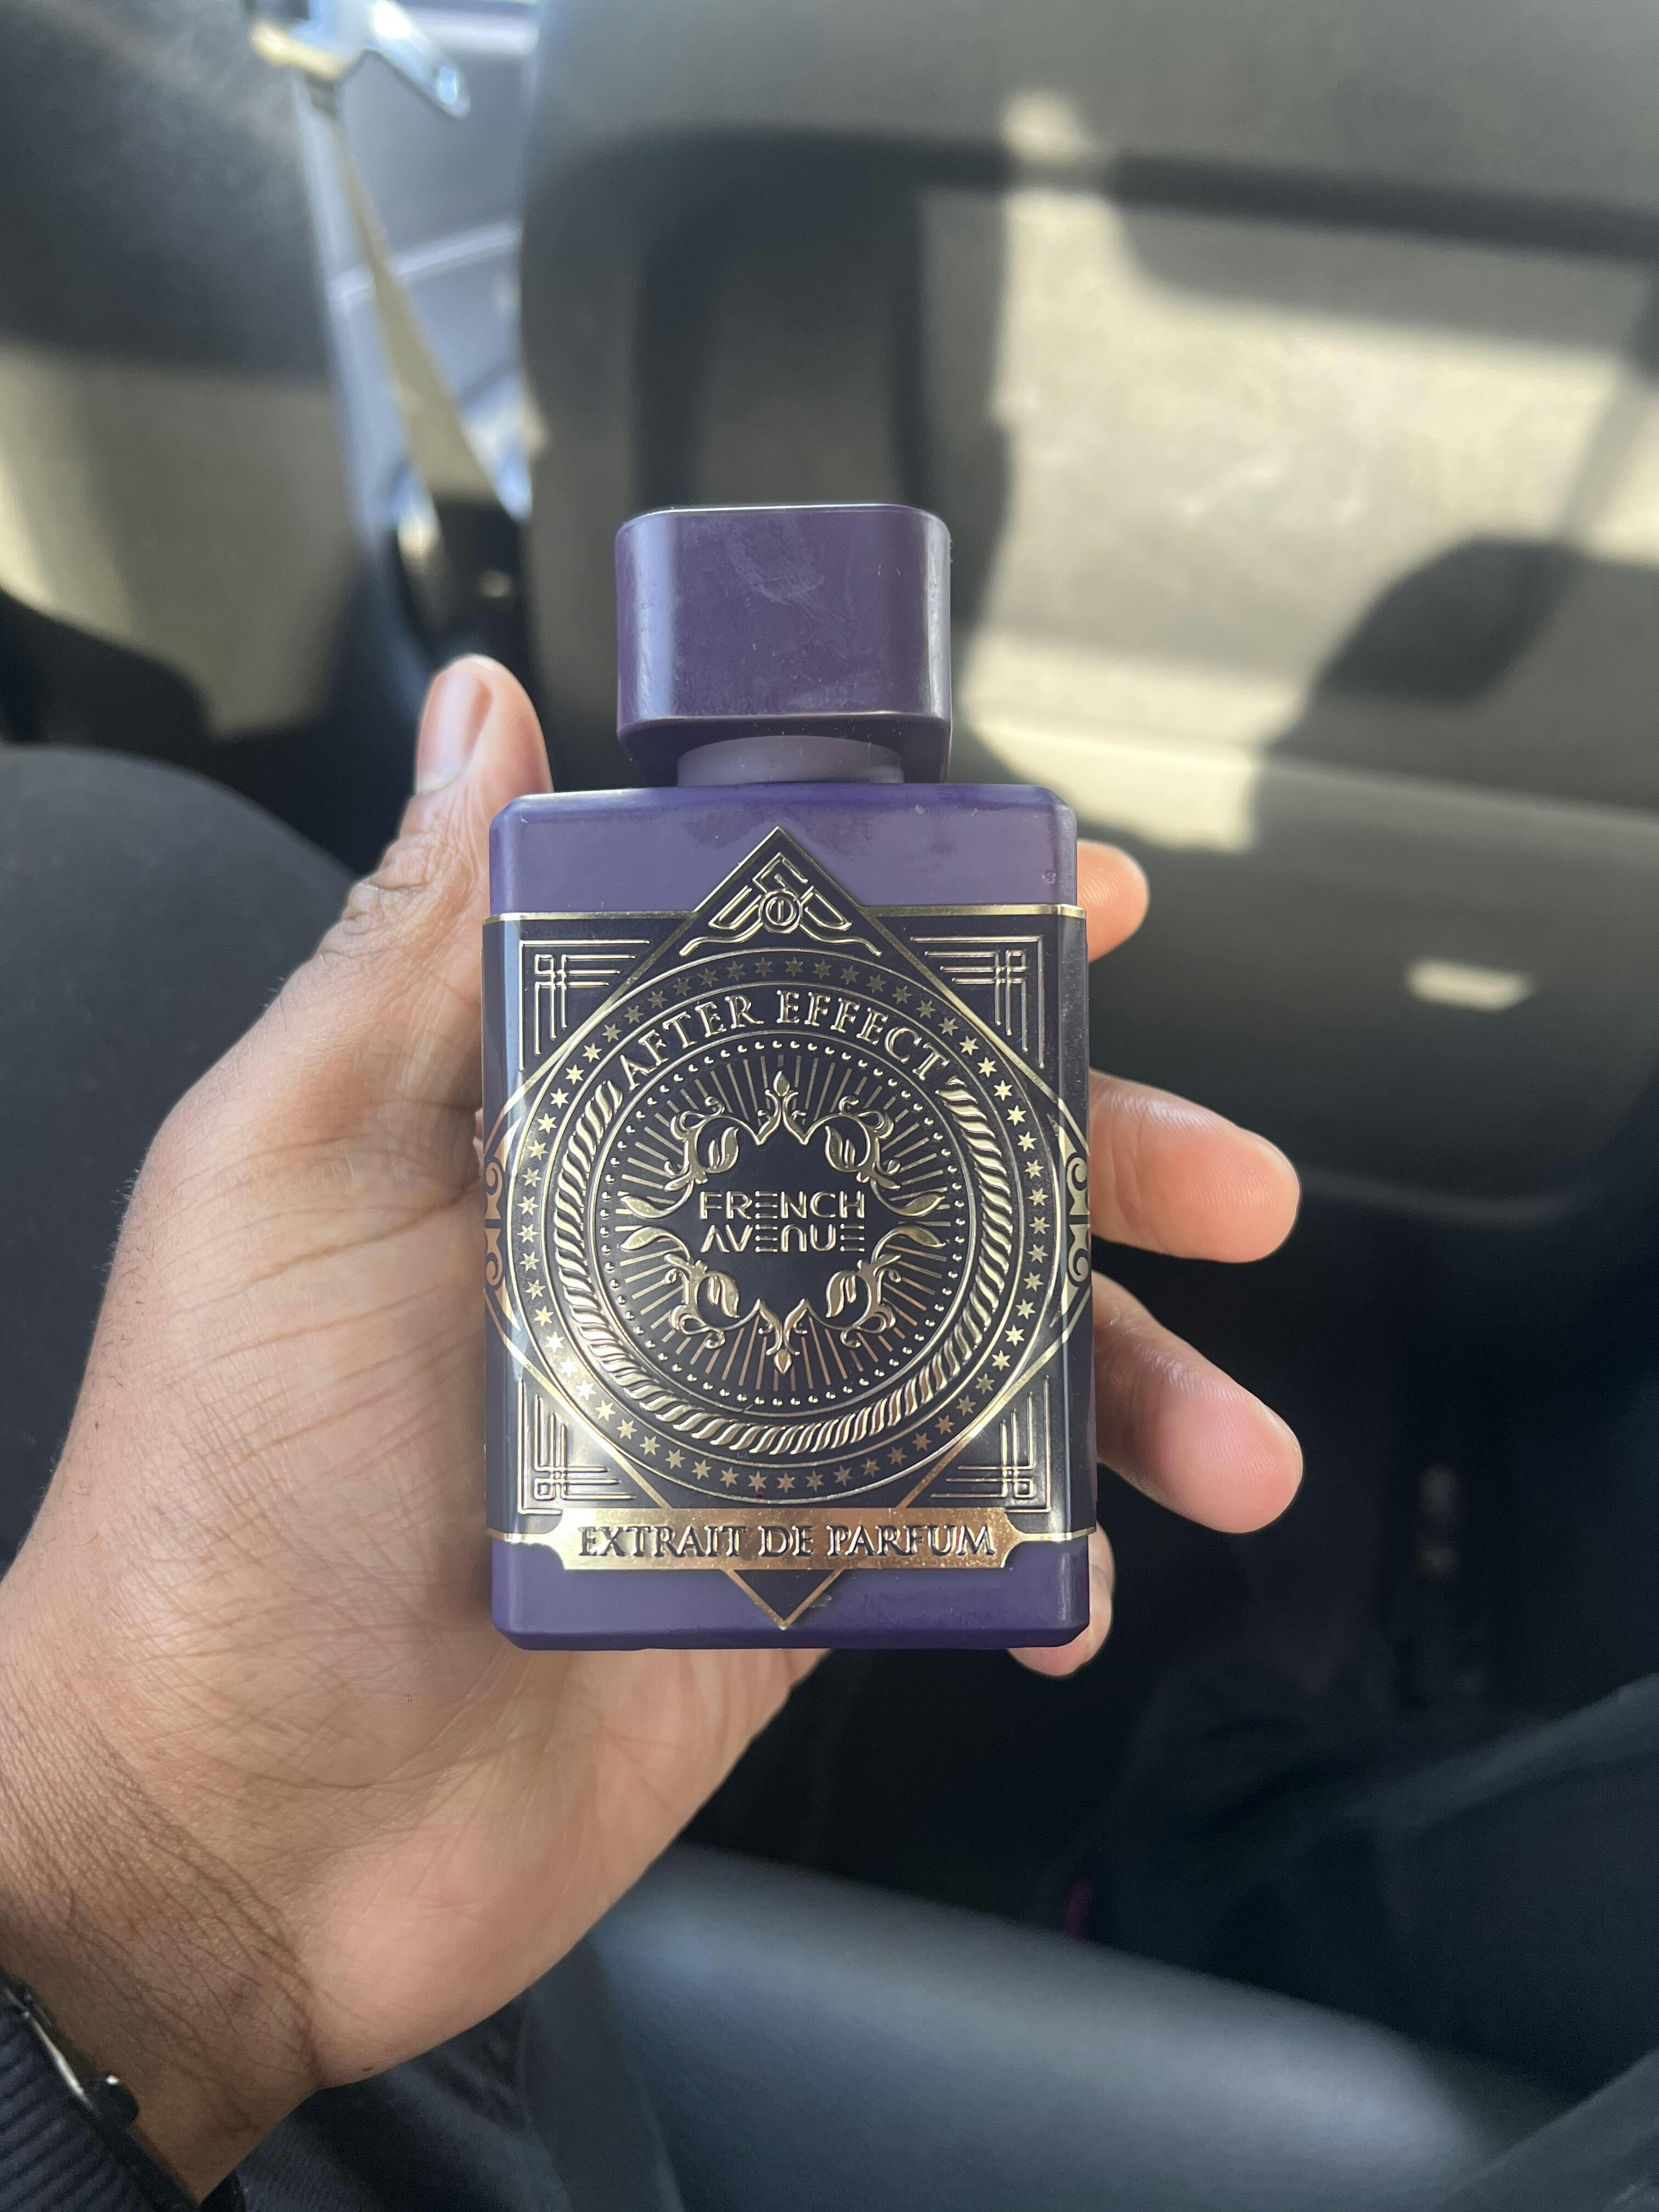 AFTER EFFECT
FRENCH
AVENUE
EXTRAIT DE PARFUM